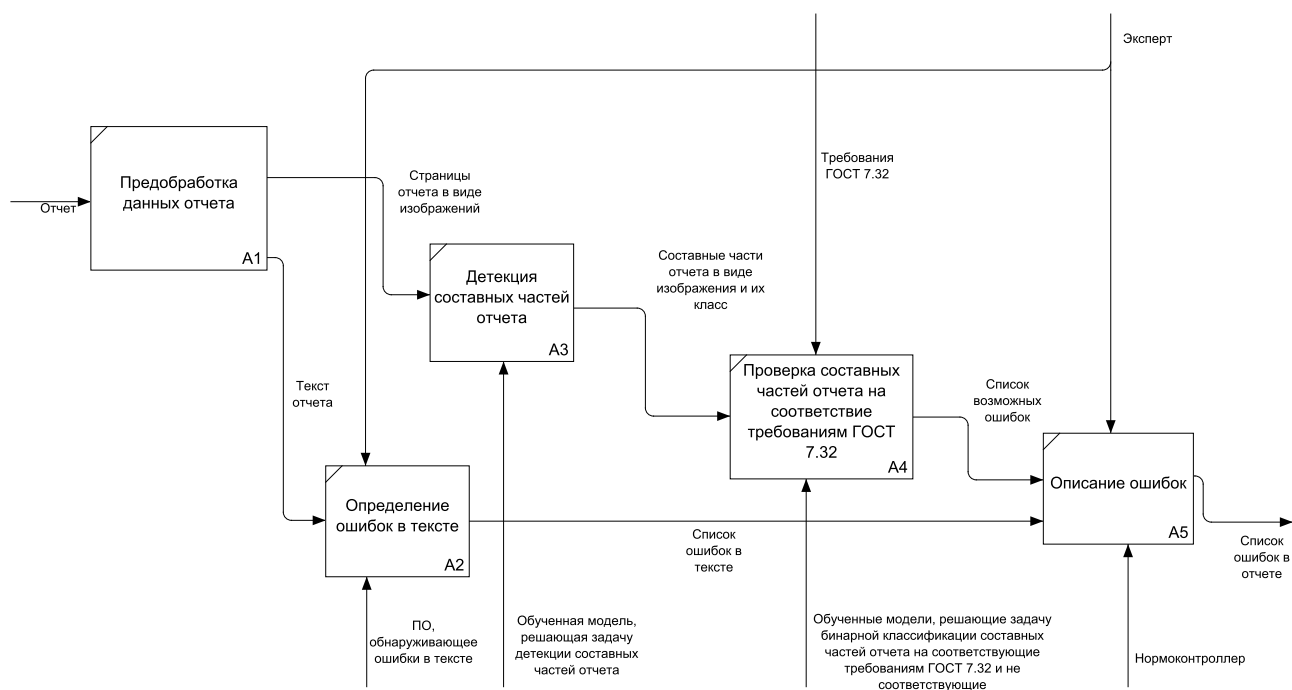 Эксперт
Требования
ГОСТ 7.32
Отчет
Предобработка
данных отчета
A1
Страницы
отчета в виде
изображений
Детекция
составных частей
отчета
A3
Составные части
отчета в виде
изображения и их
класс
Текст
отчета
Проверка составных
частей отчета на
соответствие
требованиям ГОСТ
7.32
A4
Список
возможных
ошибок
Определение
ошибок в тексте
A2
Список
ошибок в
тексте
Описание ошибок
A5
Список
ошибок в
отчете
ПО,
обнаруживающее
ошибки в тексте
Обученная модель,
решающая задачу
детекции составных
частей отчета
Обученные модели, решающие задачу
бинарной классификации составных
частей отчета на соответствующие
требованиям ГОСТ 7.32 и не
соответствующие
Нормоконтроллер